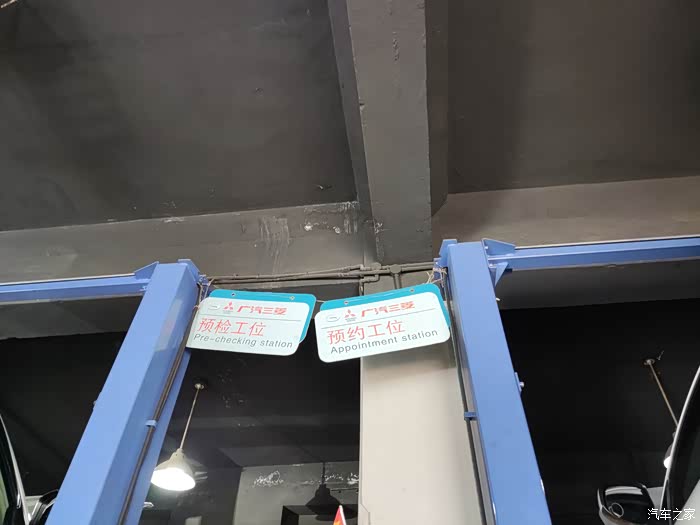 广汽三菱
预检工位
Pre-checking station
广汽三菱
预约工位
Appointment station
汽车之家